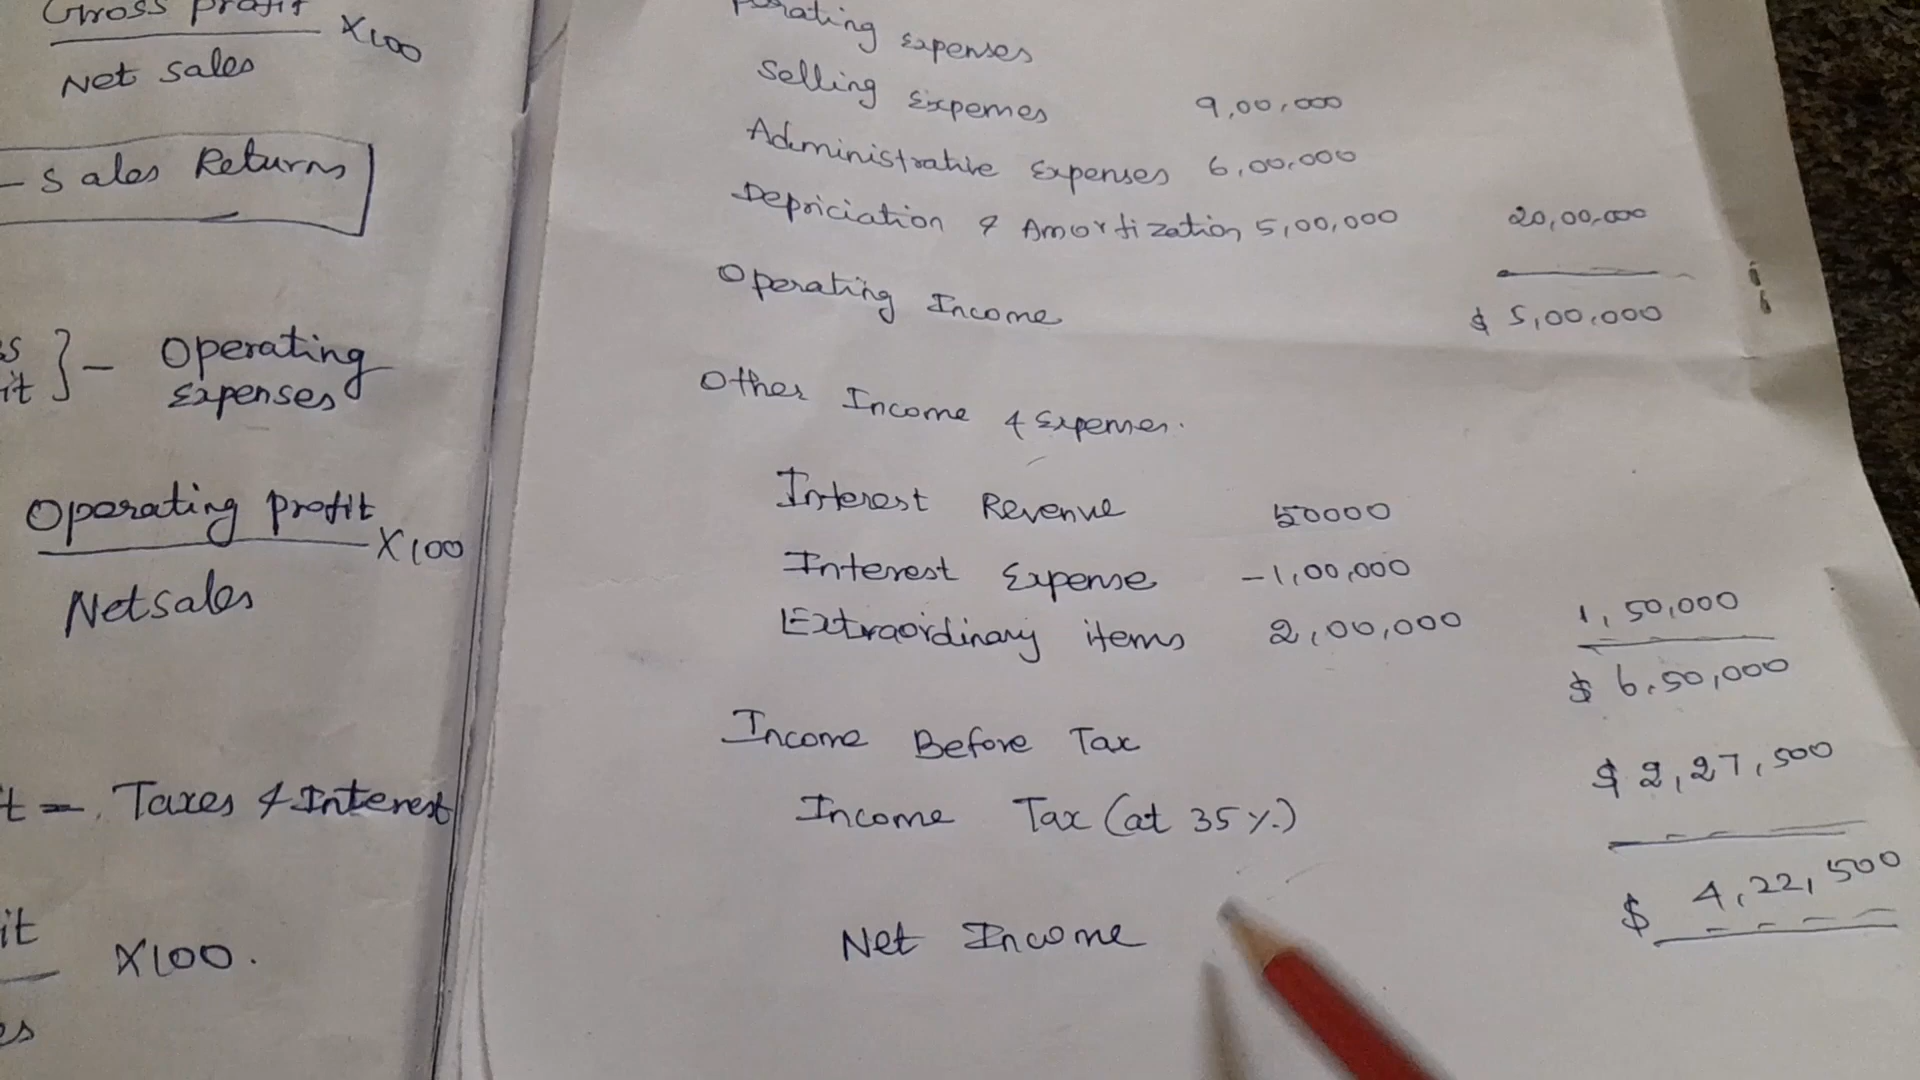 Gross profit
X100
Net sales
- Sales Returns
- Operating
Expenses
Operating profit
X100
Netsales
Taxes & Interest
X100.
Expenses
Selling Expenses 9,00,000
Administrative Expenses 6,00,000
Depriciation & Amortization 5,00,000 20,00,000
Operating Income $ 5,00,000
Other Income & Expenses.
Interest Revenue 50000
Interest Expense -1,00,000
Extraordinary items 2,00,000 1,50,000
$ 6,50,000
Income Before Tax
Income Tax (at 35%) $ 2,27,500
Net Income $ 4,22,500